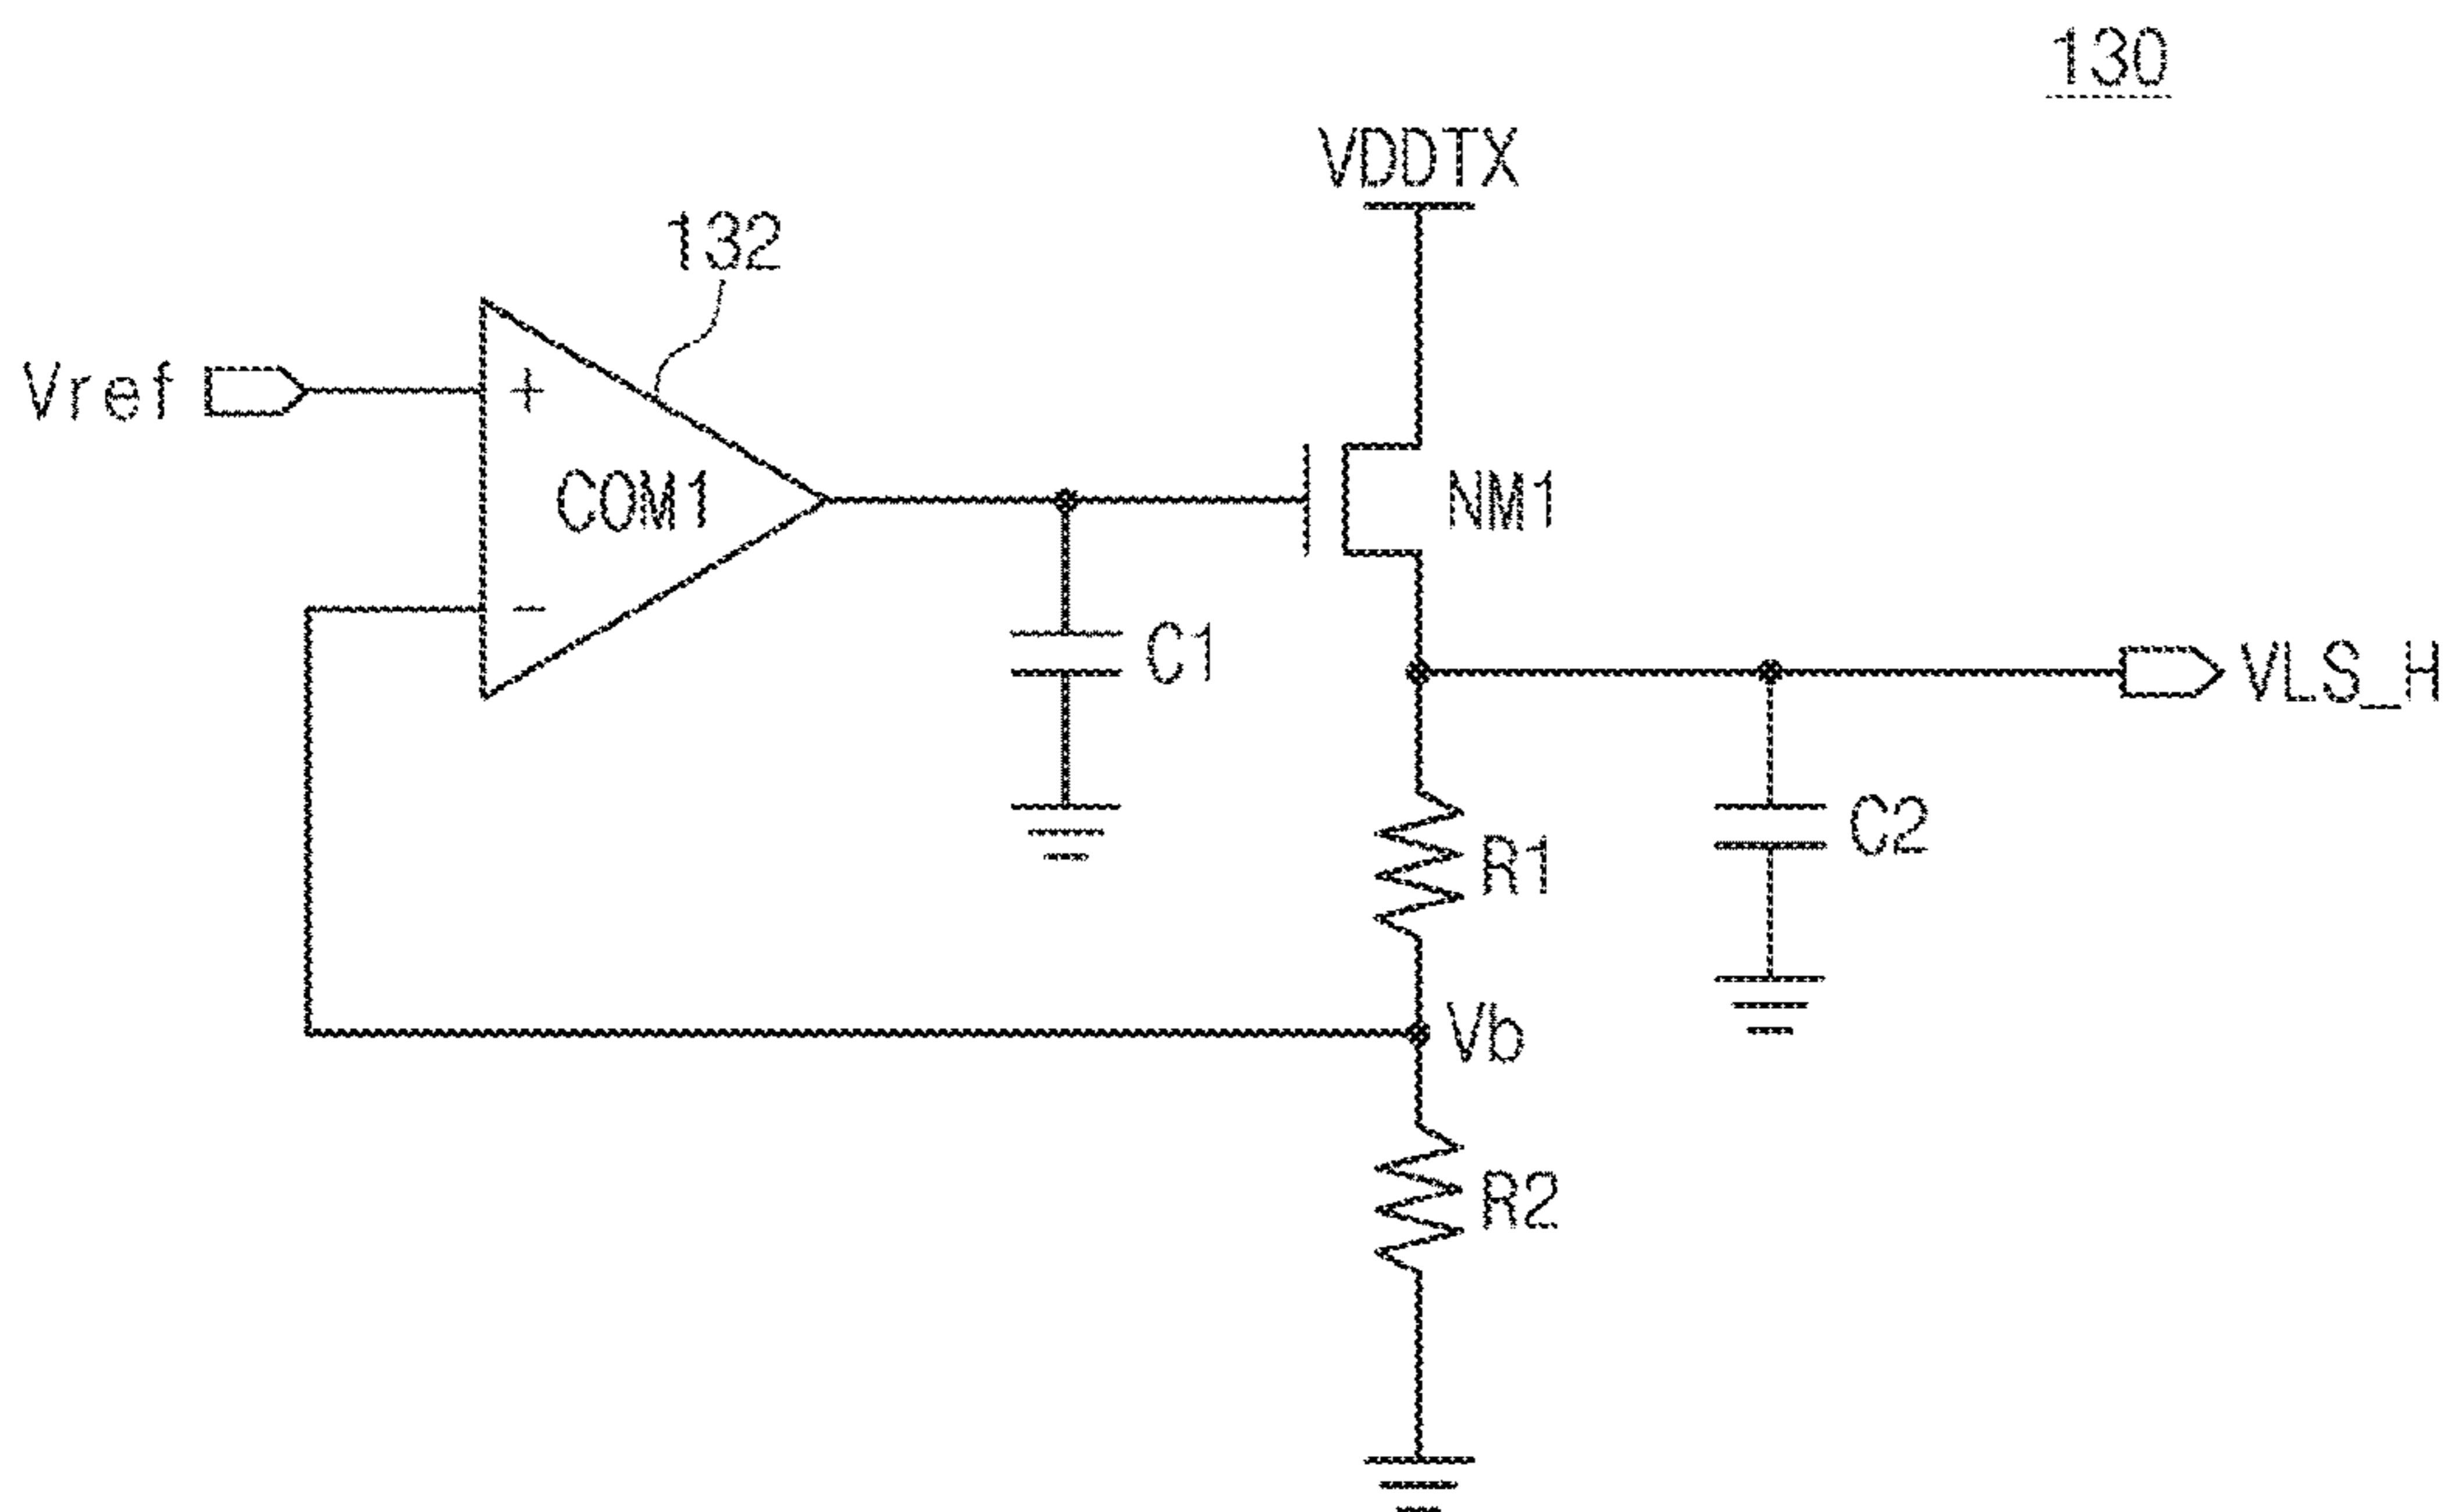 130
VDDTX
132
Vref
+
COM1
NM1
-
C1
VLS_H
C2
R1
Vb
R2